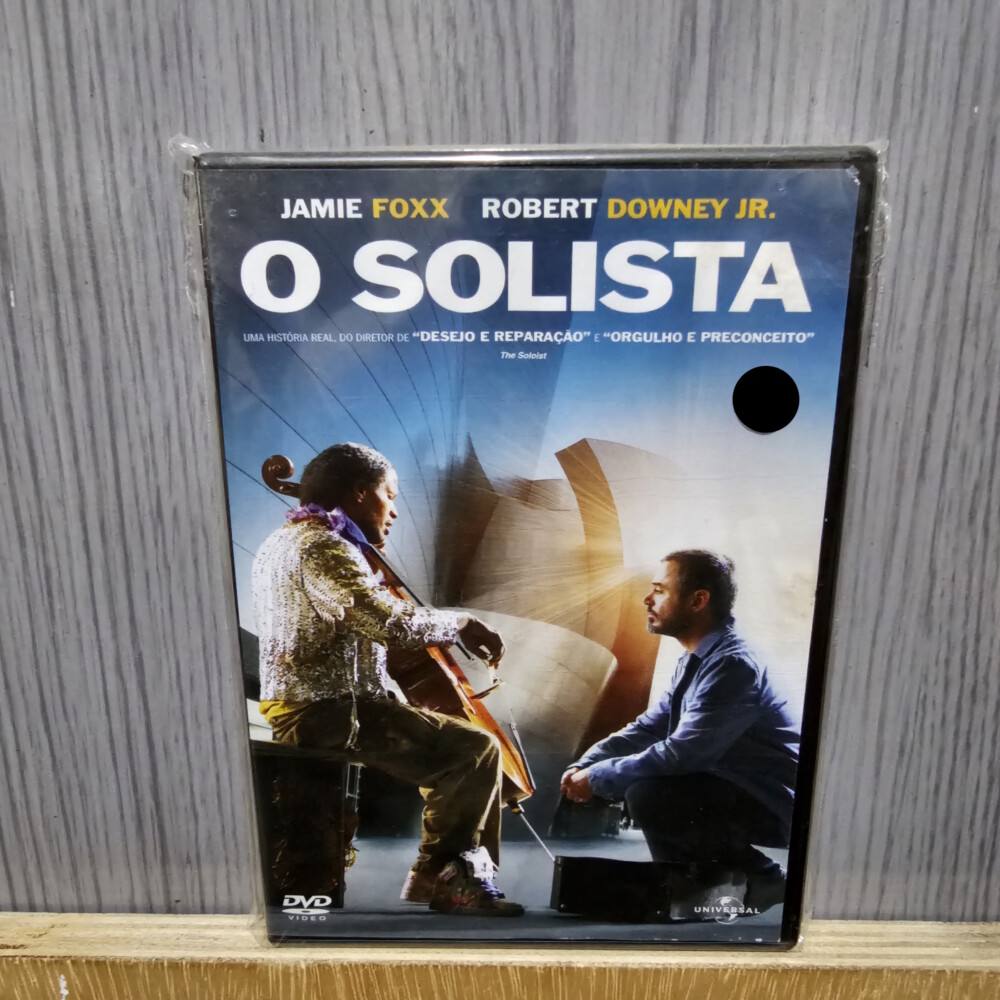 JAMIE FOXX ROBERT DOWNEY JR.
O SOLISTA
UMA HISTÓRIA REAL, DO DIRETOR DE “DESEJO E REPARAÇÃO” E “ORGULHO E PRECONCEITO”
The Soloist
DVD
VIDEO
UNIVERSAL